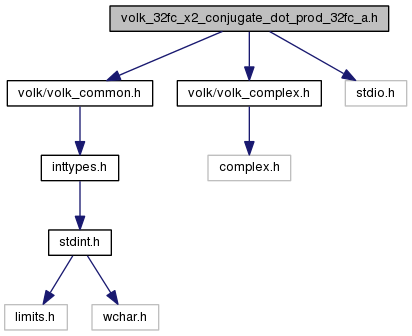 volk_32fc_x2_conjugate_dot_prod_32fc_a.h
volk/volk_common.h
volk/volk_complex.h
stdio.h
inttypes.h
complex.h
stdint.h
limits.h
wchar.h